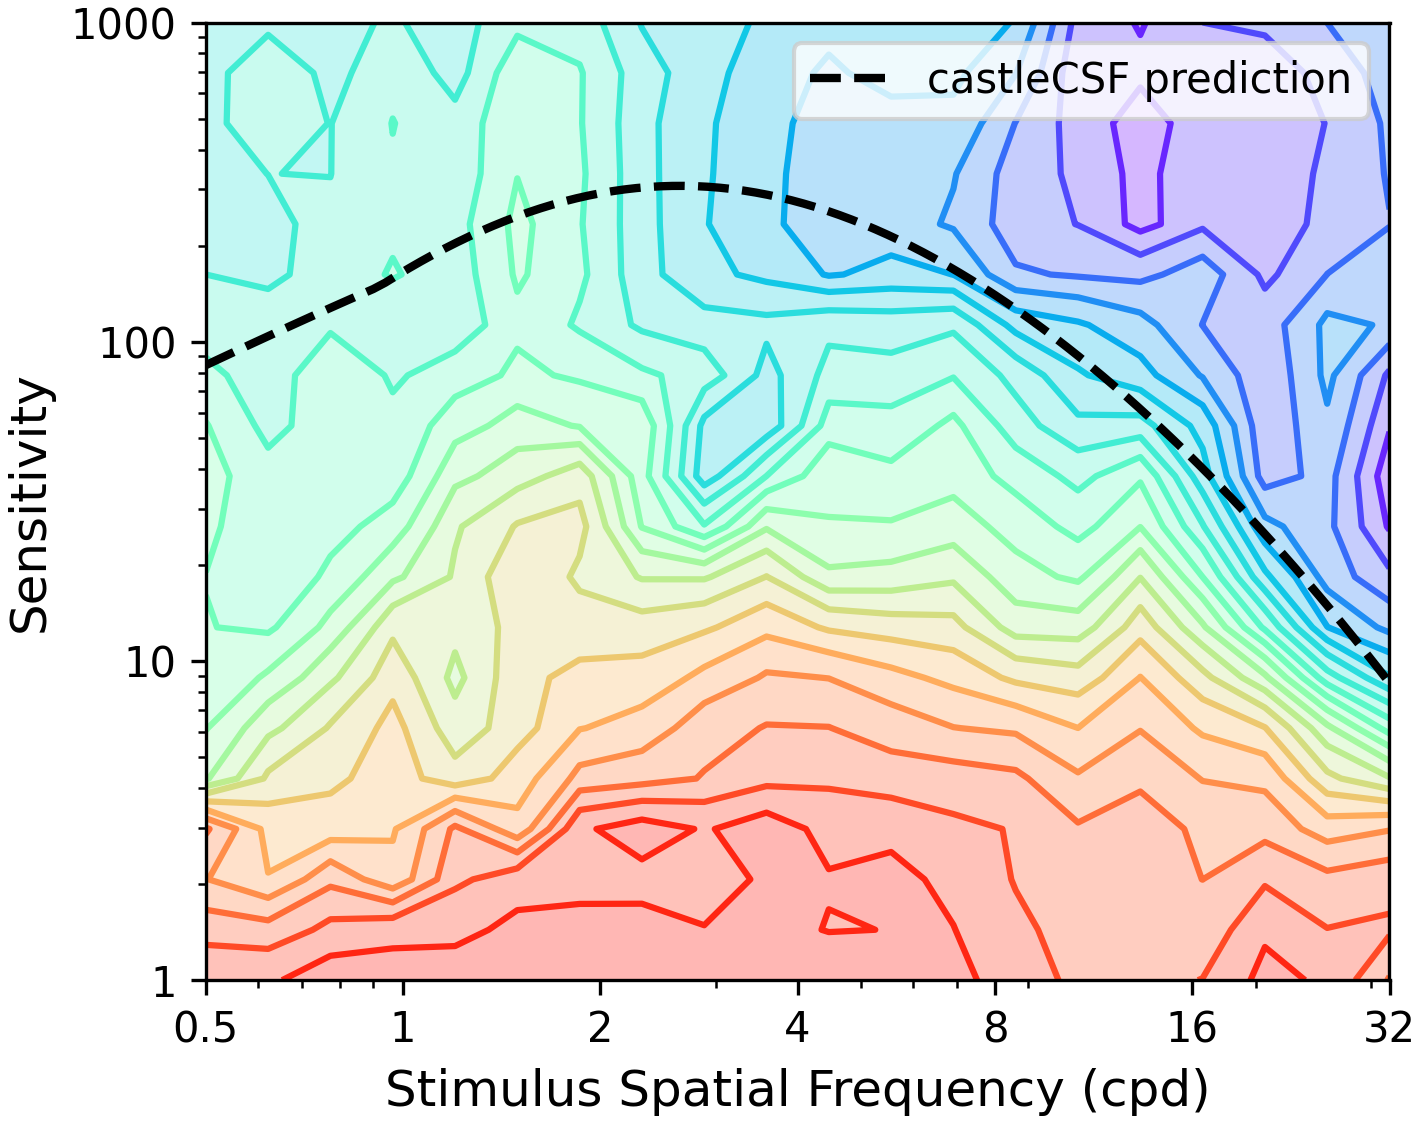 1000
castleCSF prediction
100
Sensitivity
10
1
0.5 1 2 4 8 16 32
Stimulus Spatial Frequency (cpd)